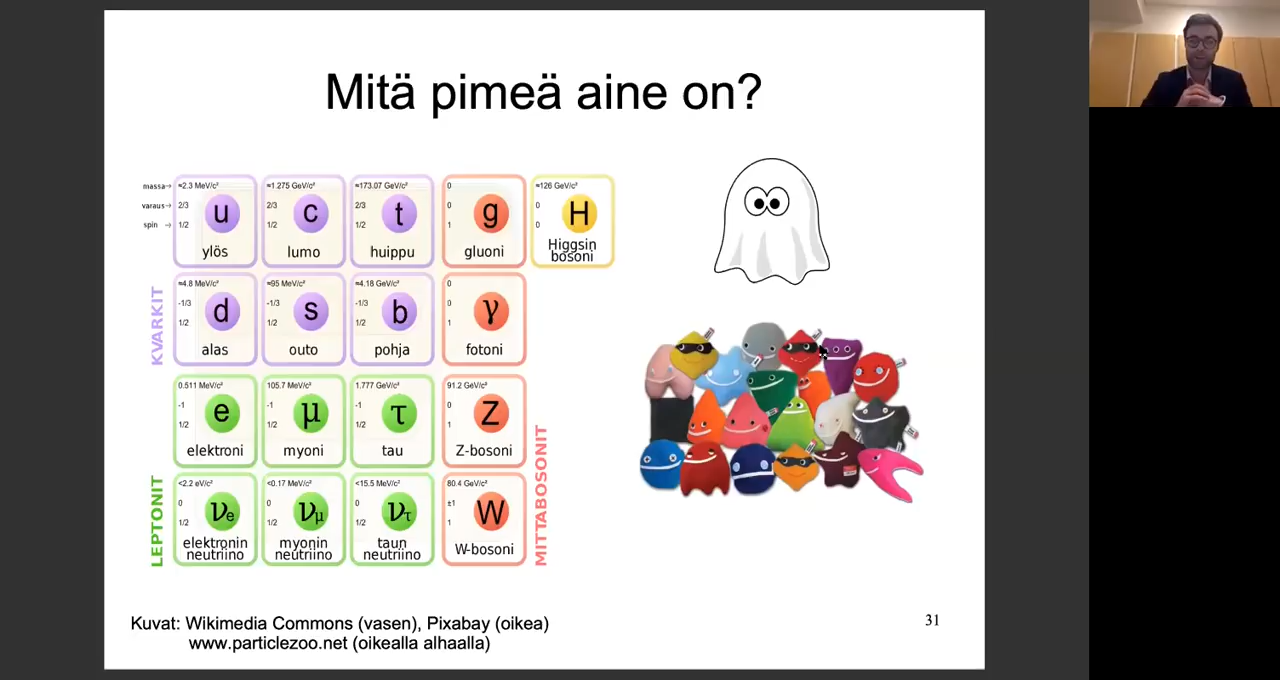 Mitä pimeä aine on?
massa→ ≈2.3 MeV/c² ≈1.275 GeV/c² ≈173.07 GeV/c² 0 ≈126 GeV/c²
varaus→ 2/3 2/3 2/3 0 0
spin → 1/2 1/2 1/2 1 0
u c t g H
ylös lumo huippu gluoni Higgsin bosoni
≈4.8 MeV/c² ≈95 MeV/c² ≈4.18 GeV/c² 0
-1/3 -1/3 -1/3 0
1/2 1/2 1/2 1
d s b γ
alas outo pohja fotoni
KVARKIT
0.511 MeV/c² 105.7 MeV/c² 1.777 GeV/c² 91.2 GeV/c²
-1 -1 -1 0
1/2 1/2 1/2 1
e μ τ Z
elektroni myoni tau Z-bosoni
<2.2 eV/c² <0.17 MeV/c² <15.5 MeV/c² 80.4 GeV/c²
0 0 0 ±1
1/2 1/2 1/2 1
νe νμ ντ W
elektronin neutriino myonin neutriino taun neutriino W-bosoni
LEPTONIT
MITTABOSONIT
Kuvat: Wikimedia Commons (vasen), Pixabay (oikea)
www.particlezoo.net (oikealla alhaalla)
31